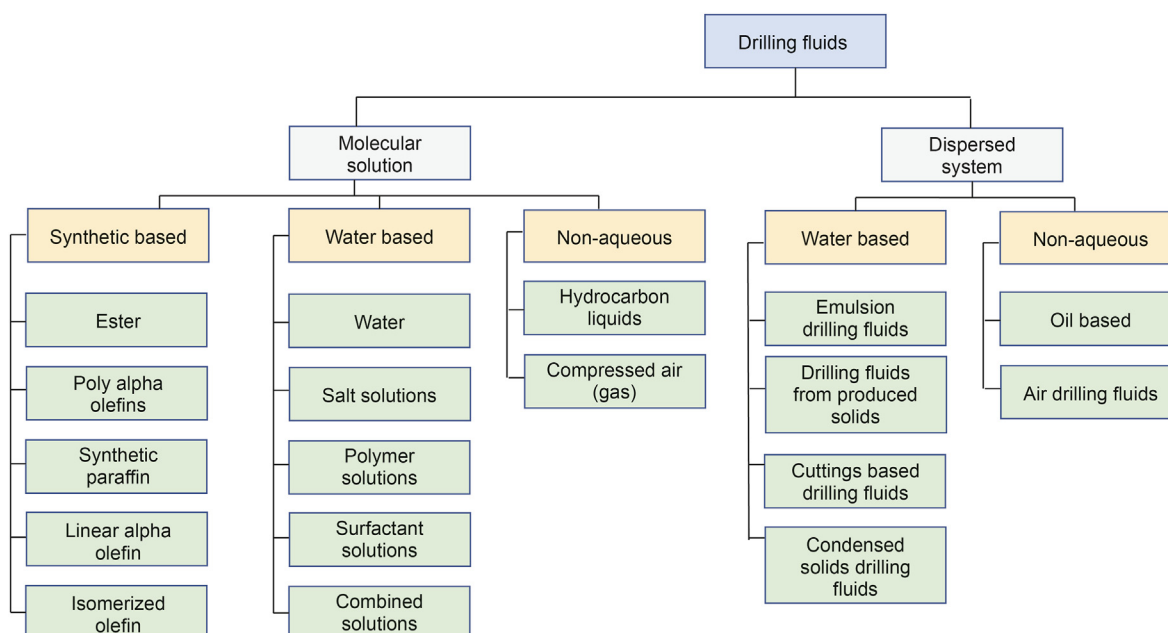 Drilling fluids
Molecular
solution
Dispersed
system
Synthetic based
Water based
Non-aqueous
Water based
Non-aqueous
Ester
Poly alpha
olefins
Synthetic
paraffin
Linear alpha
olefin
Isomerized
olefin
Water
Salt solutions
Polymer
solutions
Surfactant
solutions
Combined
solutions
Hydrocarbon
liquids
Compressed air
(gas)
Emulsion
drilling fluids
Drilling fluids
from produced
solids
Cuttings based
drilling fluids
Condensed
solids drilling
fluids
Oil based
Air drilling fluids